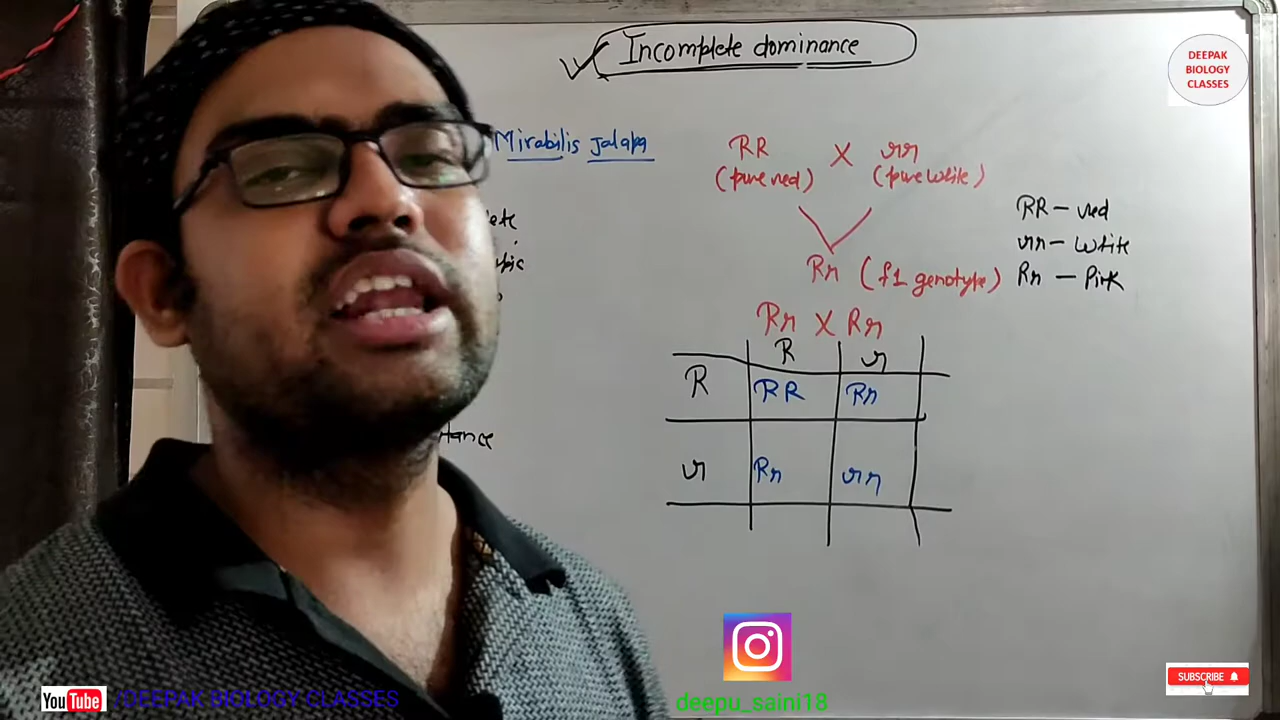 Incomplete dominance
DEEPAK
BIOLOGY
CLASSES
Mirabilis jalapa
RR X rr
(pure red) (pure white)
RR – red
rr – white
Rr (f1 genotype)
Rr – Pink
Rr X Rr
R r
R RR Rr
r Rr rr
YouTube /DEEPAK BIOLOGY CLASSES
deepu_saini18
SUBSCRIBE